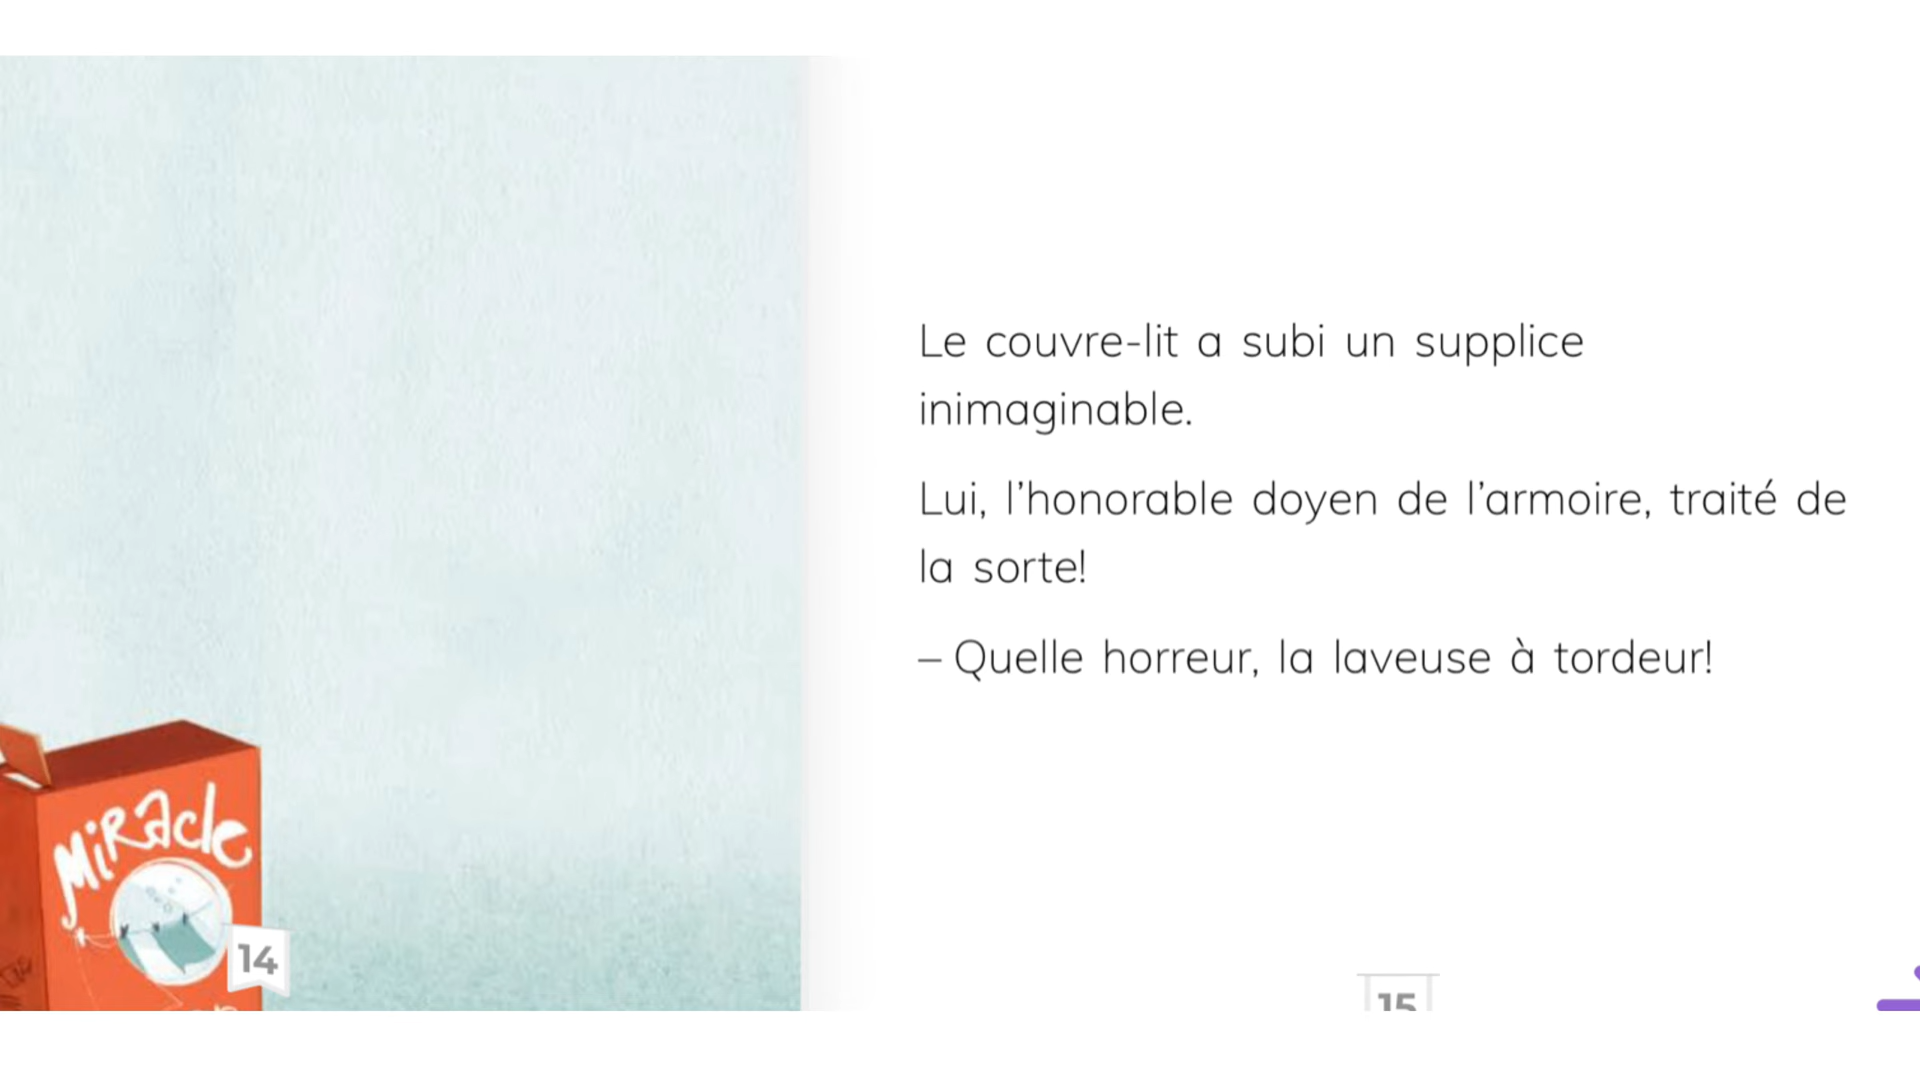 Le couvre-lit a subi un supplice
inimaginable.
Lui, l’honorable doyen de l’armoire, traité de
la sorte!
– Quelle horreur, la laveuse à tordeur!
MiRacle
14
15